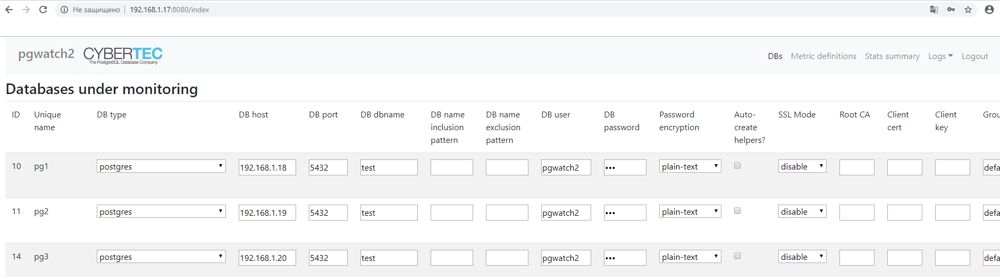 Не защищено 192.168.1.17:8080/index
pgwatch2 CYBERTEC
The PostgreSQL Database Company
DBs Metric definitions Stats summary Logs Logout
Databases under monitoring
ID Unique name DB type DB host DB port DB dbname DB name inclusion pattern DB name exclusion pattern DB user DB password Password encryption Auto-create helpers? SSL Mode Root CA Client cert Client key Grou
10 pg1 postgres 192.168.1.18 5432 test pgwatch2 ••• plain-text disable defa
11 pg2 postgres 192.168.1.19 5432 test pgwatch2 ••• plain-text disable defa
14 pg3 postgres 192.168.1.20 5432 test pgwatch2 ••• plain-text disable defa